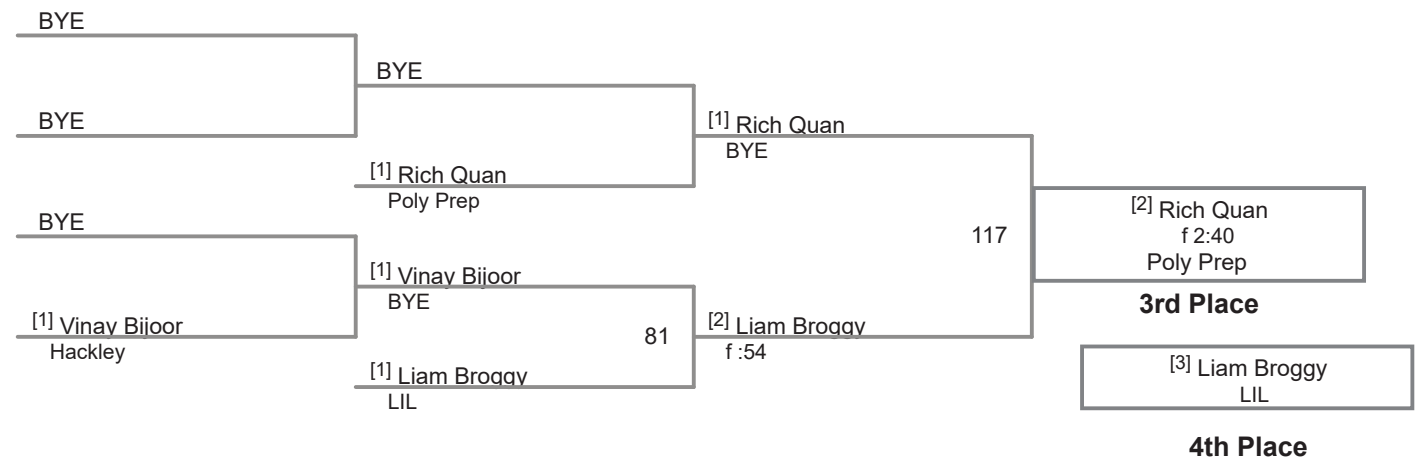 BYE
BYE
BYE
[1] Rich Quan
BYE
[1] Rich Quan
Poly Prep
BYE
[1] Vinay Bijoor
BYE
[1] Vinay Bijoor
Hackley
81
[2] Liam Broggy
f :54
[1] Liam Broggy
LIL
117
[2] Rich Quan
f 2:40
Poly Prep
3rd Place
[3] Liam Broggy
LIL
4th Place